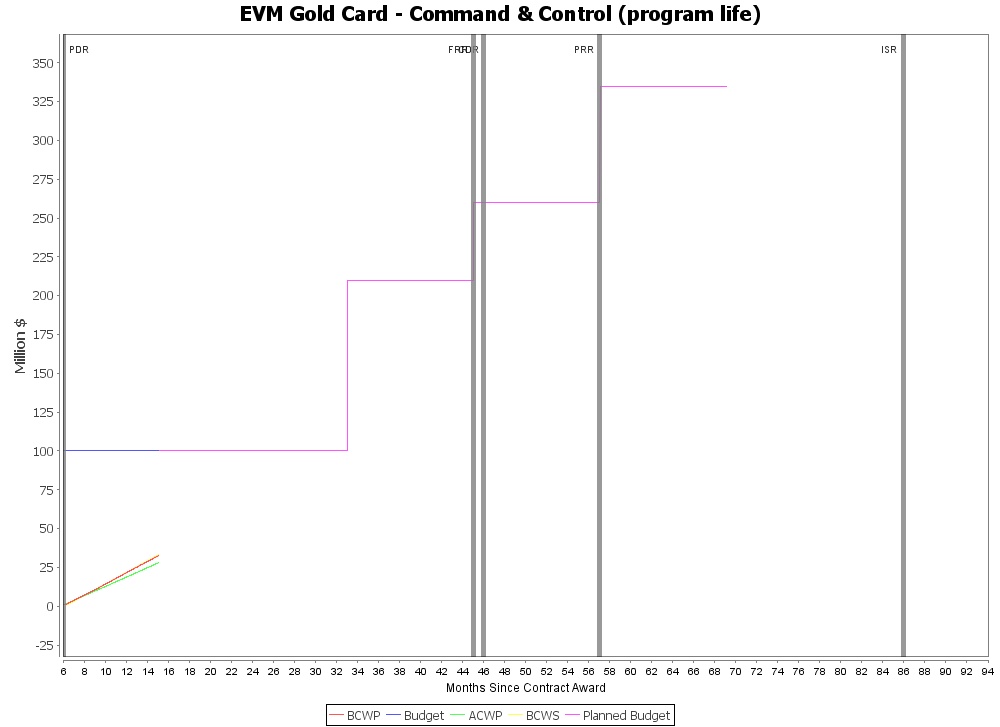 EVM Gold Card - Command & Control (program life)
PDR
PRR
ISR
350
325
300
275
250
225
200
175
150
125
100
75
50
25
0
-25
Million $
6 8 10 12 14 16 18 20 22 24 26 28 30 32 34 36 38 40 42 44 46 48 50 52 54 56 58 60 62 64 66 68 70 72 74 76 78 80 82 84 86 88 90 92 94
Months Since Contract Award
BCWP Budget ACWP BCWS Planned Budget